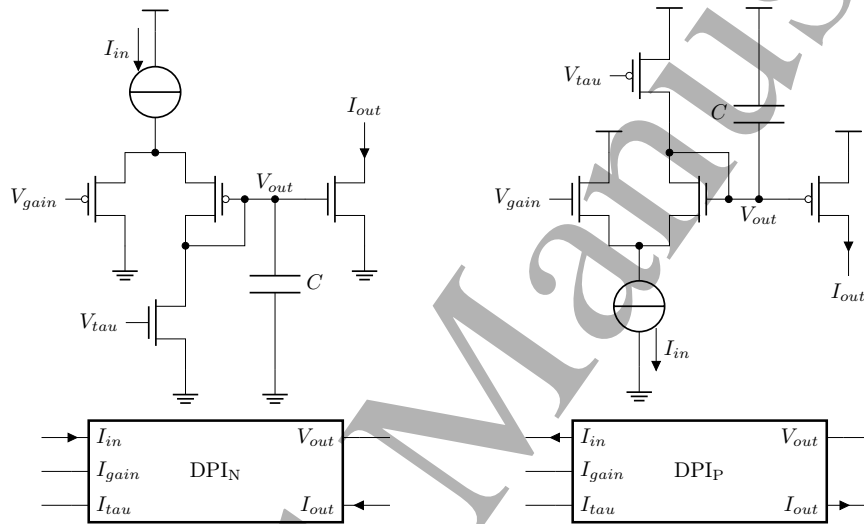 I_in
V_gain
V_out
I_out
C
V_tau
I_in
V_out
I_gain
DPI_N
I_tau
I_out
V_tau
C
V_gain
V_out
I_out
I_in
I_in
V_out
I_gain
DPI_P
I_tau
I_out
Manus